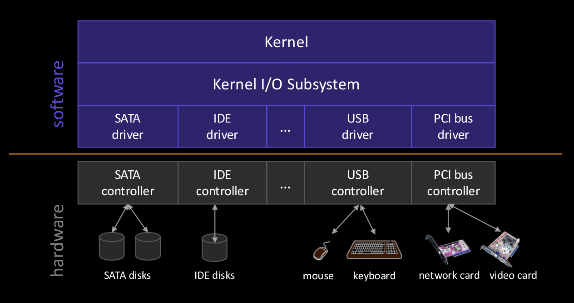 Kernel
Kernel I/O Subsystem
software
SATA driver
IDE driver
...
USB driver
PCI bus driver
SATA controller
IDE controller
...
USB controller
PCI bus controller
hardware
SATA disks
IDE disks
mouse
keyboard
network card
video card